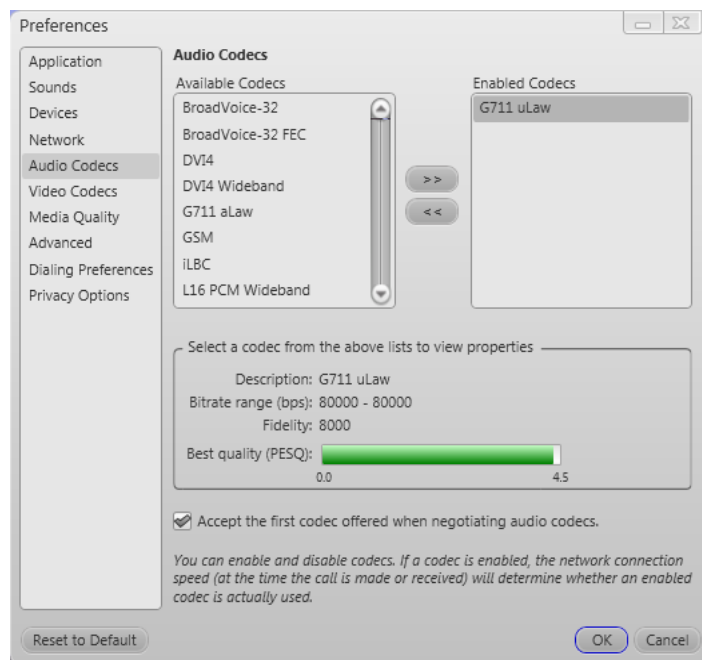 Preferences
Application
Sounds
Devices
Network
Audio Codecs
Video Codecs
Media Quality
Advanced
Dialing Preferences
Privacy Options
Audio Codecs
Available Codecs
BroadVoice-32
BroadVoice-32 FEC
DVI4
DVI4 Wideband
G711 aLaw
GSM
iLBC
L16 PCM Wideband
>>
<<
Enabled Codecs
G711 uLaw
Select a codec from the above lists to view properties
Description: G711 uLaw
Bitrate range (bps): 80000 - 80000
Fidelity: 8000
Best quality (PESQ):
0.0 4.5
Accept the first codec offered when negotiating audio codecs.
You can enable and disable codecs. If a codec is enabled, the network connection
speed (at the time the call is made or received) will determine whether an enabled
codec is actually used.
Reset to Default
OK
Cancel